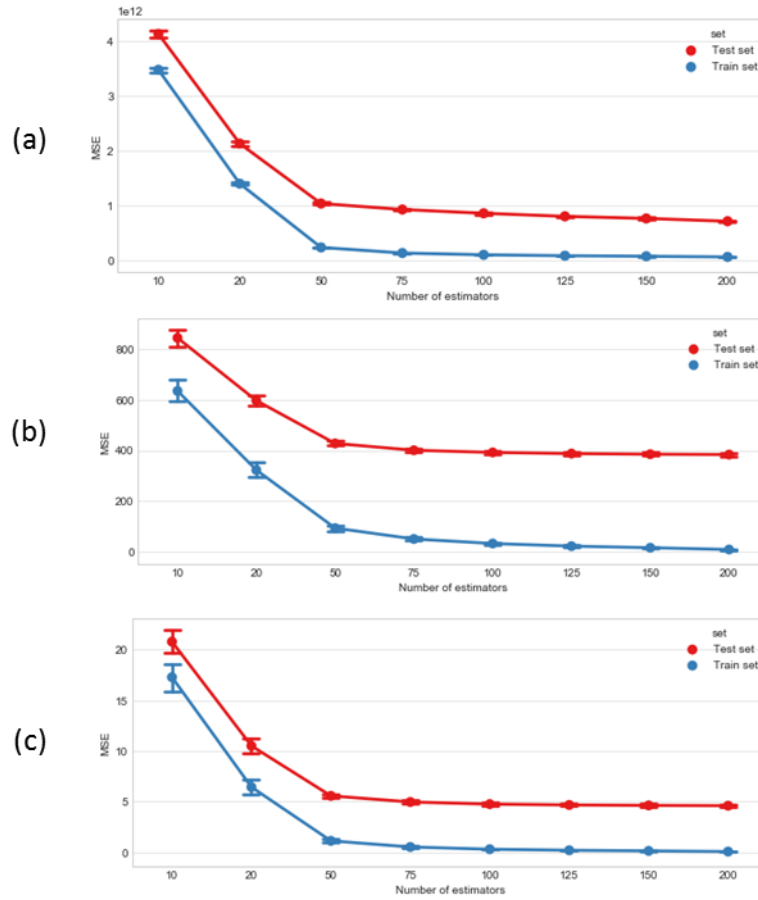 1e12
(a)
MSE
4
3
2
1
0
set
Test set
Train set
10 20 50 75 100 125 150 200
Number of estimators
(b)
MSE
800
600
400
200
0
set
Test set
Train set
10 20 50 75 100 125 150 200
Number of estimators
(c)
MSE
20
15
10
5
0
set
Test set
Train set
10 20 50 75 100 125 150 200
Number of estimators